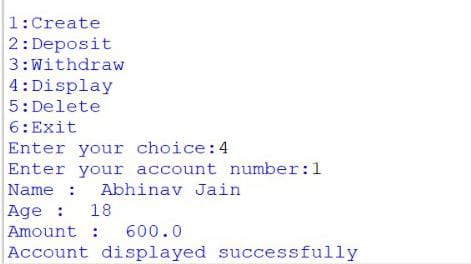 1:Create
2:Deposit
3:Withdraw
4:Display
5:Delete
6:Exit
Enter your choice:4
Enter your account number:1
Name :  Abhinav Jain
Age :  18
Amount :  600.0
Account displayed successfully